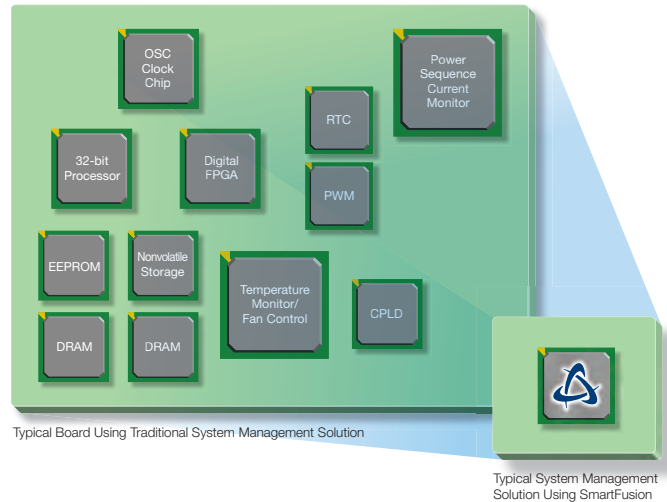 OSC
Clock
Chip
Power
Sequence
Current
Monitor
RTC
32-bit
Processor
Digital
FPGA
PWM
EEPROM
Nonvolatile
Storage
Temperature
Monitor/
Fan Control
CPLD
DRAM
DRAM
Typical Board Using Traditional System Management Solution
Typical System Management
Solution Using SmartFusion